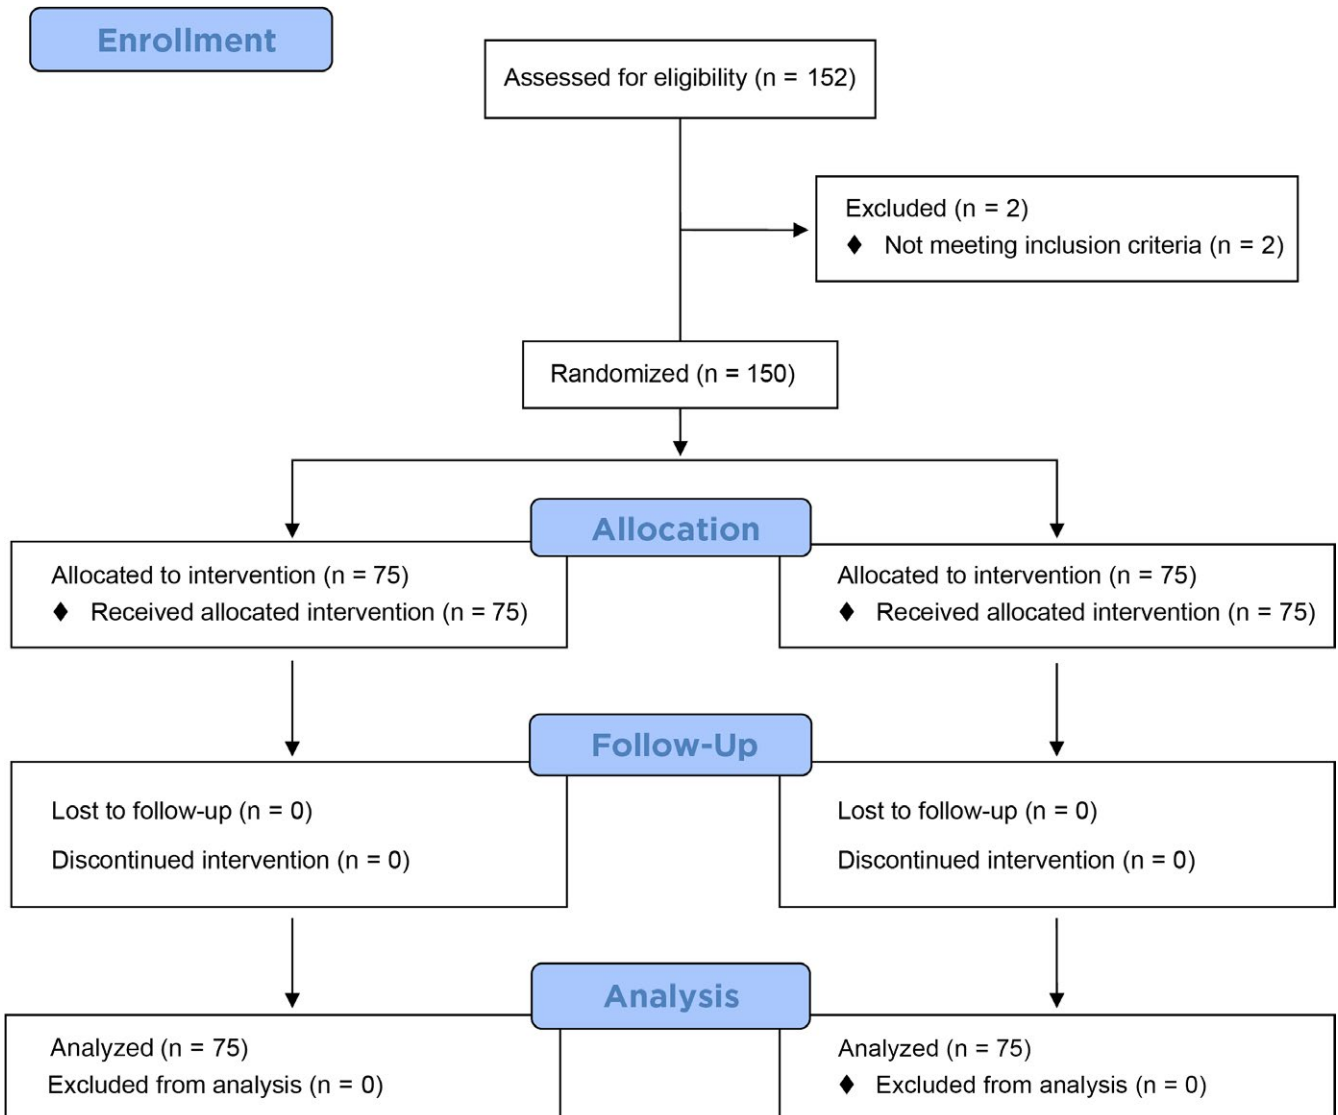 Enrollment
Assessed for eligibility (n = 152)
Excluded (n = 2)
♦ Not meeting inclusion criteria (n = 2)
Randomized (n = 150)
Allocation
Allocated to intervention (n = 75)
♦ Received allocated intervention (n = 75)
Allocated to intervention (n = 75)
♦ Received allocated intervention (n = 75)
Follow-Up
Lost to follow-up (n = 0)
Discontinued intervention (n = 0)
Lost to follow-up (n = 0)
Discontinued intervention (n = 0)
Analysis
Analyzed (n = 75)
Excluded from analysis (n = 0)
Analyzed (n = 75)
♦ Excluded from analysis (n = 0)